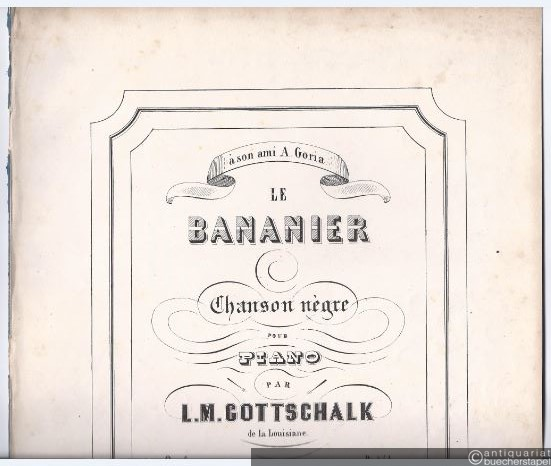 à son ami A. Goria
LE
BANANIER
Chanson nègre
POUR
PIANO
PAR
L.M. GOTTSCHALK
de la Louisiane.
antiquariat
buecherstapel